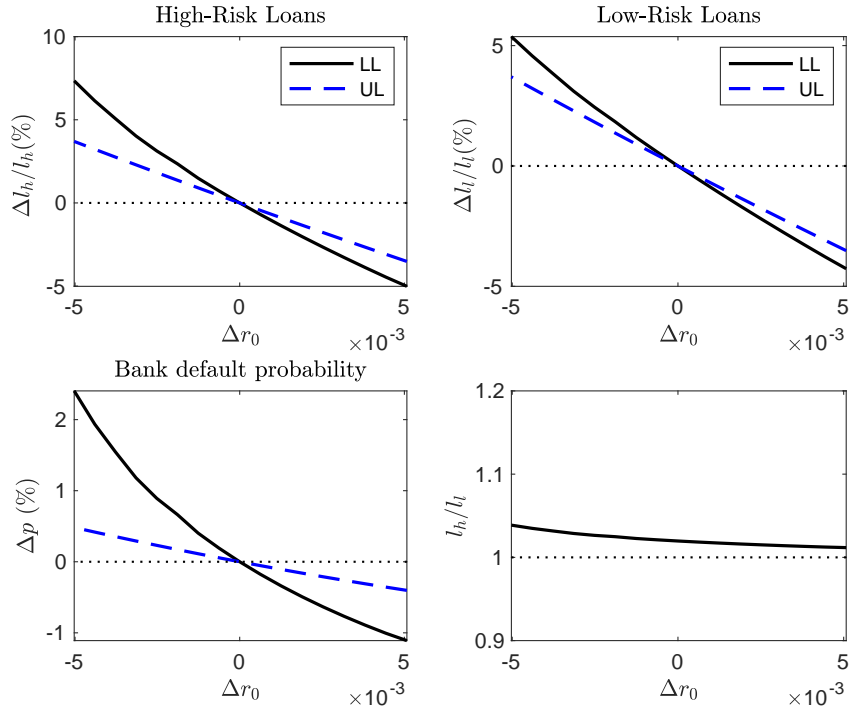 High-Risk Loans
Δl_h/l_h(%)
10
5
0
-5
-5
0
5
Δr_0
×10^-3
LL
UL
Low-Risk Loans
Δl_l/l_l(%)
5
0
-5
-5
0
5
Δr_0
×10^-3
LL
UL
Bank default probability
Δp (%)
2
1
0
-1
-5
0
5
Δr_0
×10^-3
l_h/l_l
1.2
1.1
1
0.9
-5
0
5
Δr_0
×10^-3